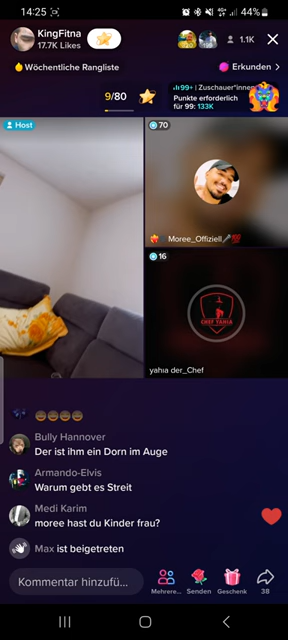 14:25
44%
KingFitna
17.7K Likes
1.1K
Wöchentliche Rangliste
Erkunden >
9/80
99+ | Zuschauer*innen
Punkte erforderlich
für 99: 133K
Host
70
Moree_Offiziell🎤💯
16
CHEF YAHIA
yahia der_Chef
Bully Hannover
Der ist ihm ein Dorn im Auge
Armando-Elvis
Warum gebt es Streit
Medi Karim
moree hast du Kinder frau?
Max ist beigetreten
Kommentar hinzufü...
Mehrere...
Senden
Geschenk
38